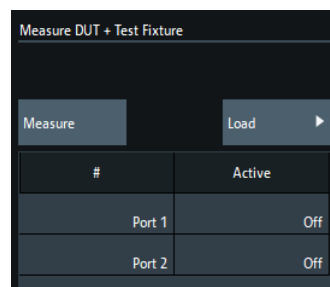 Measure DUT + Test Fixture
Measure Load
# Active
Port 1 Off
Port 2 Off